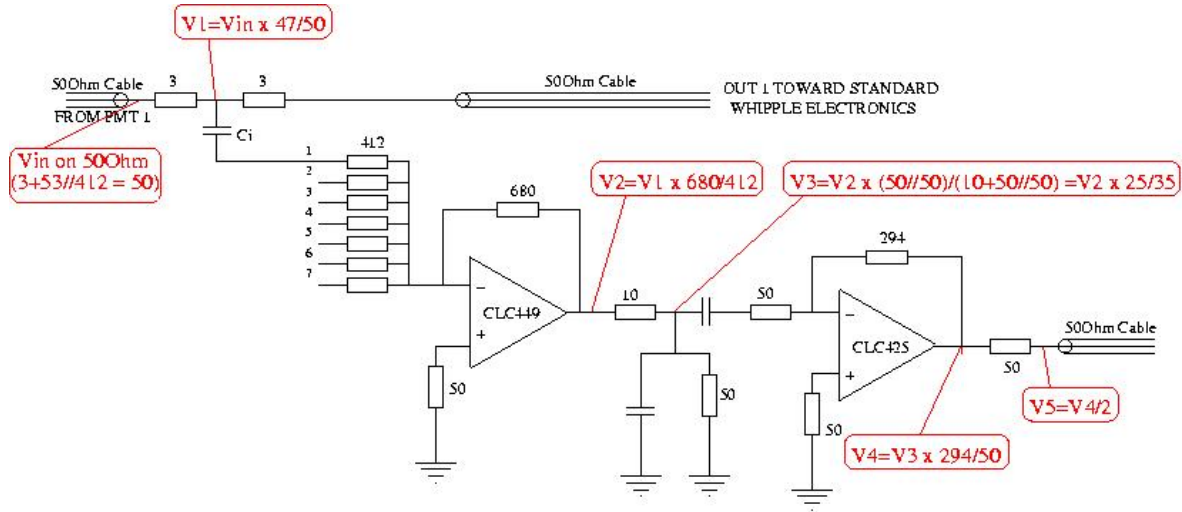 V1=Vin x 47/50
50Ohm Cable
3
3
50Ohm Cable
OUT 1 TOWARD STANDARD
WHIPPLE ELECTRONICS
FROM PMT 1
Ci
Vin on 50Ohm
(3+53//412 = 50)
412
1
2
3
4
5
6
7
680
V2=V1 x 680/412
V3=V2 x (50//50)/(10+50//50) =V2 x 25/35
294
-
CLC449
+
10
50
-
CLC425
+
50
50Ohm Cable
50
50
50
V5=V4/2
V4=V3 x 294/50